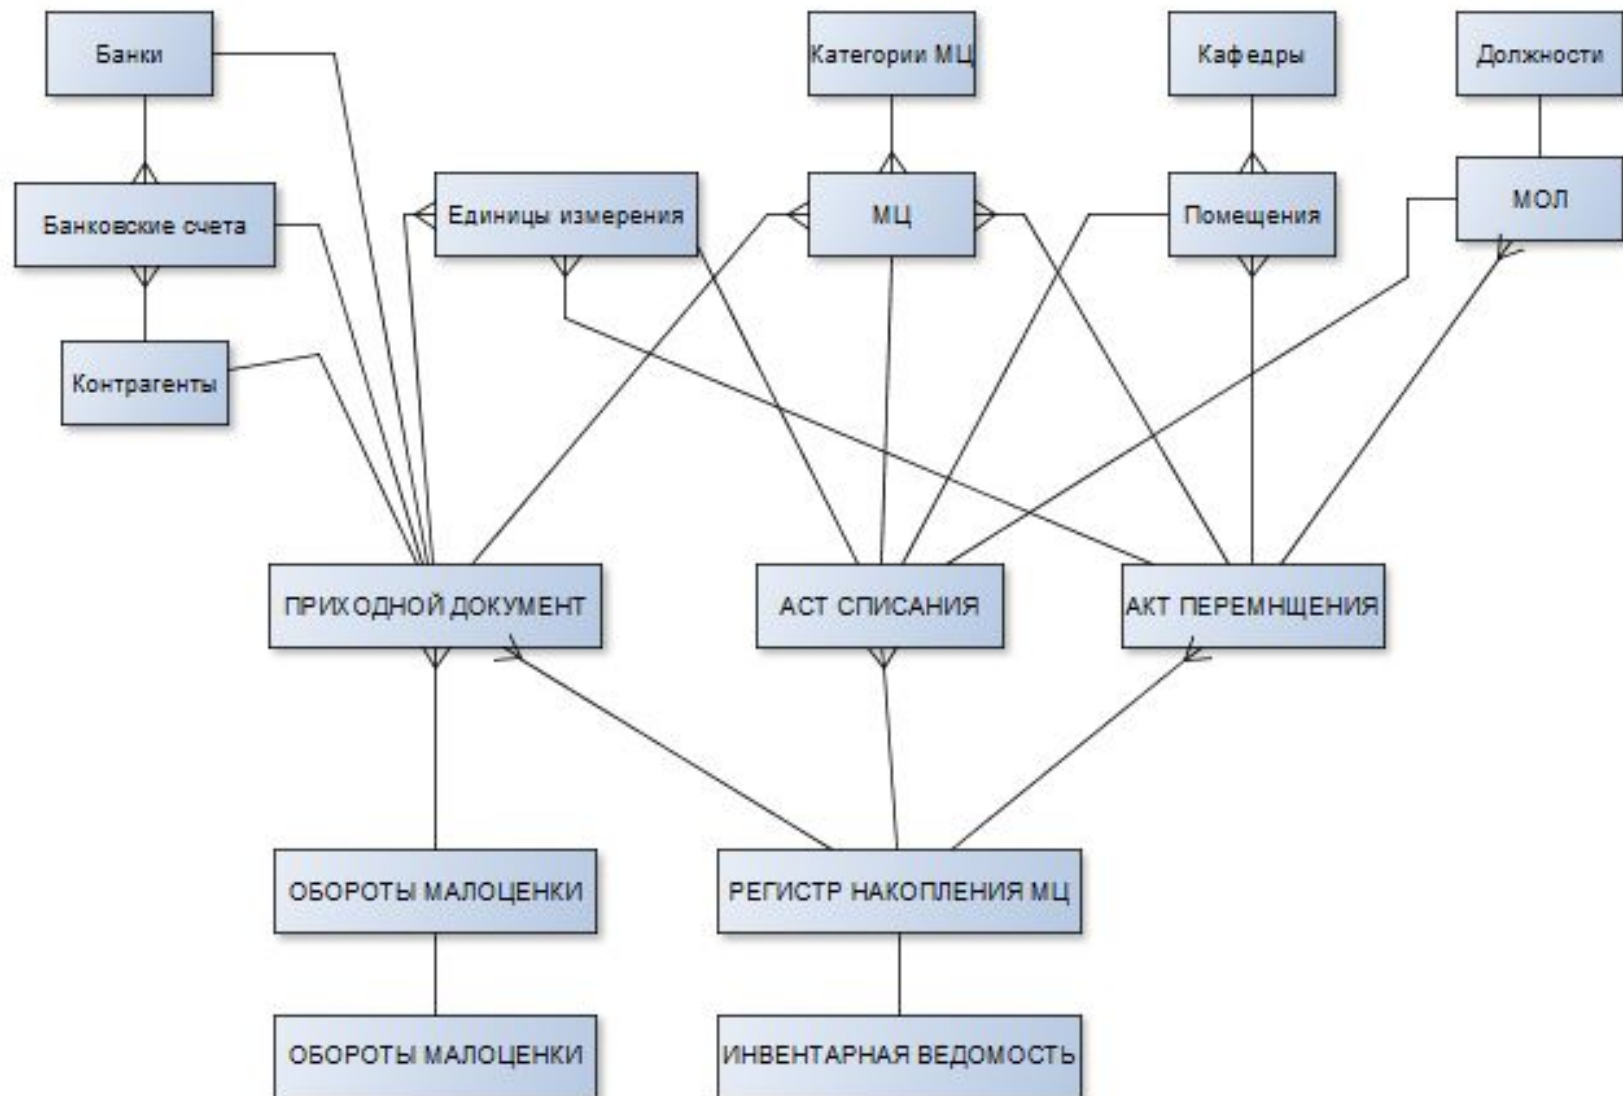 Банки
Категории МЦ
Кафедры
Должности
Банковские счета
Единицы измерения
МЦ
Помещения
МОЛ
Контрагенты
ПРИХОДНОЙ ДОКУМЕНТ
АСТ СПИСАНИЯ
АКТ ПЕРЕМНЩЕНИЯ
ОБОРОТЫ МАЛОЦЕНКИ
РЕГИСТР НАКОПЛЕНИЯ МЦ
ОБОРОТЫ МАЛОЦЕНКИ
ИНВЕНТАРНАЯ ВЕДОМОСТЬ